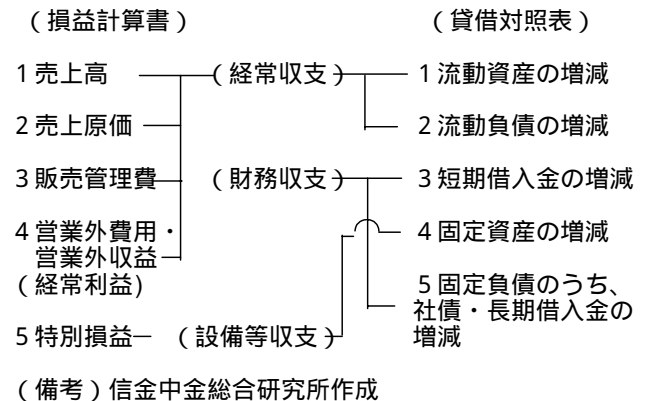 (損益計算書)
(貸借対照表)
1 売上高
(経常収支)
1 流動資産の増減
2 売上原価
2 流動負債の増減
3 販売管理費
(財務収支)
3 短期借入金の増減
4 営業外費用・
営業外収益
(経常利益)
4 固定資産の増減
5 固定負債のうち、
社債・長期借入金の
増減
5 特別損益
(設備等収支)
(備考)信金中金総合研究所作成